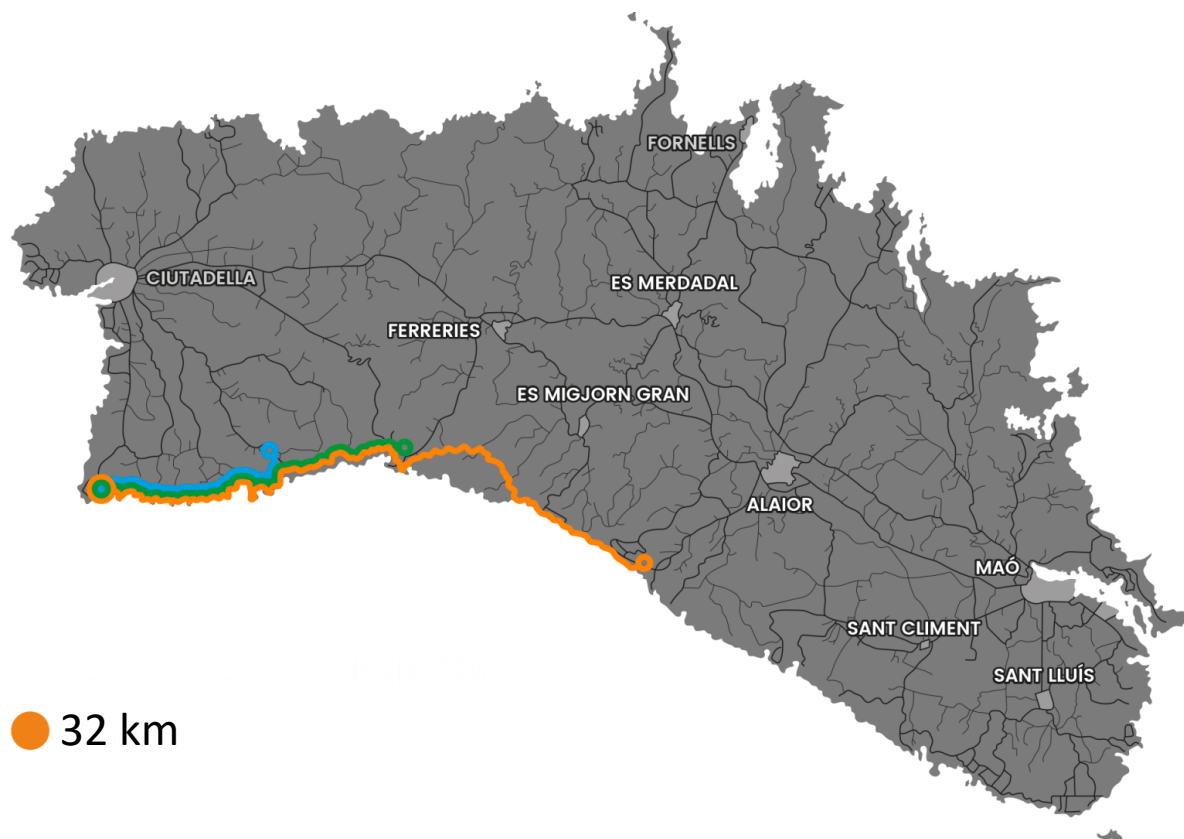 FORNELLS
CIUTADELLA
ES MERDADAL
FERRERIES
ES MIGJORN GRAN
ALAIOR
MAÓ
SANT CLIMENT
SANT LLUÍS
32 km